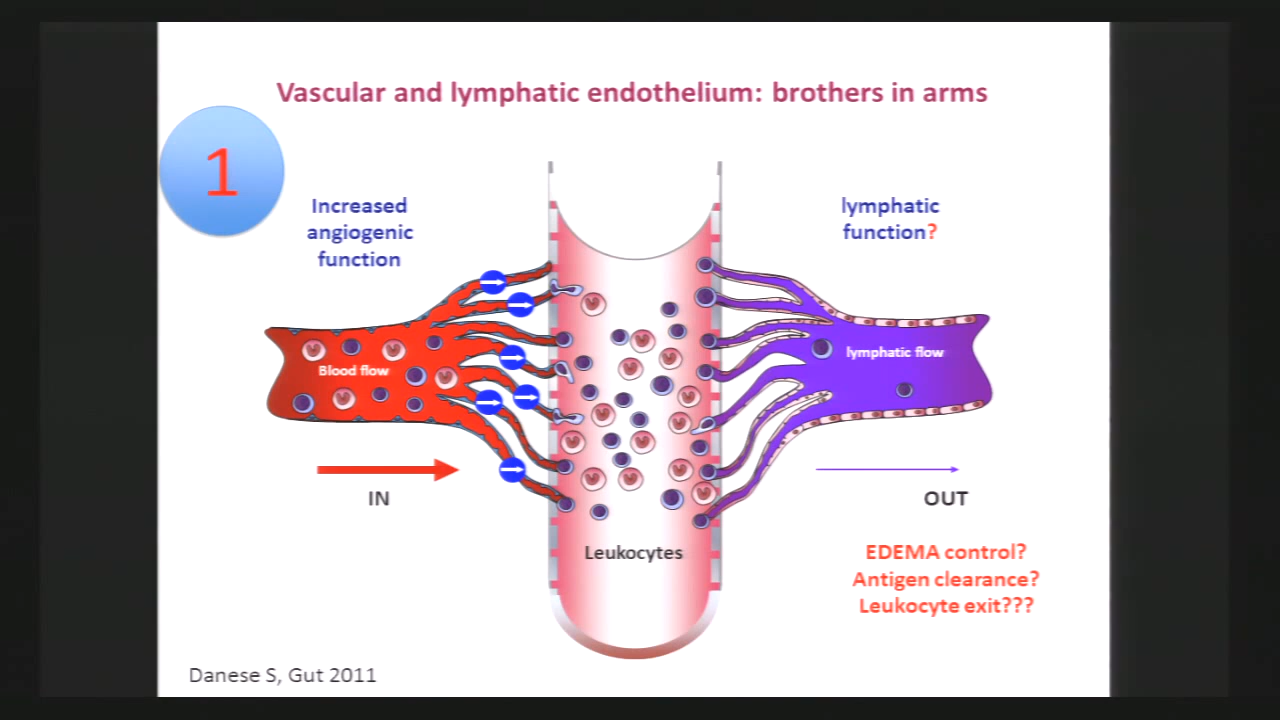 Vascular and lymphatic endothelium: brothers in arms
1
Increased
angiogenic
function
lymphatic
function?
Blood flow
lymphatic flow
IN
OUT
Leukocytes
EDEMA control?
Antigen clearance?
Leukocyte exit???
Danese S, Gut 2011